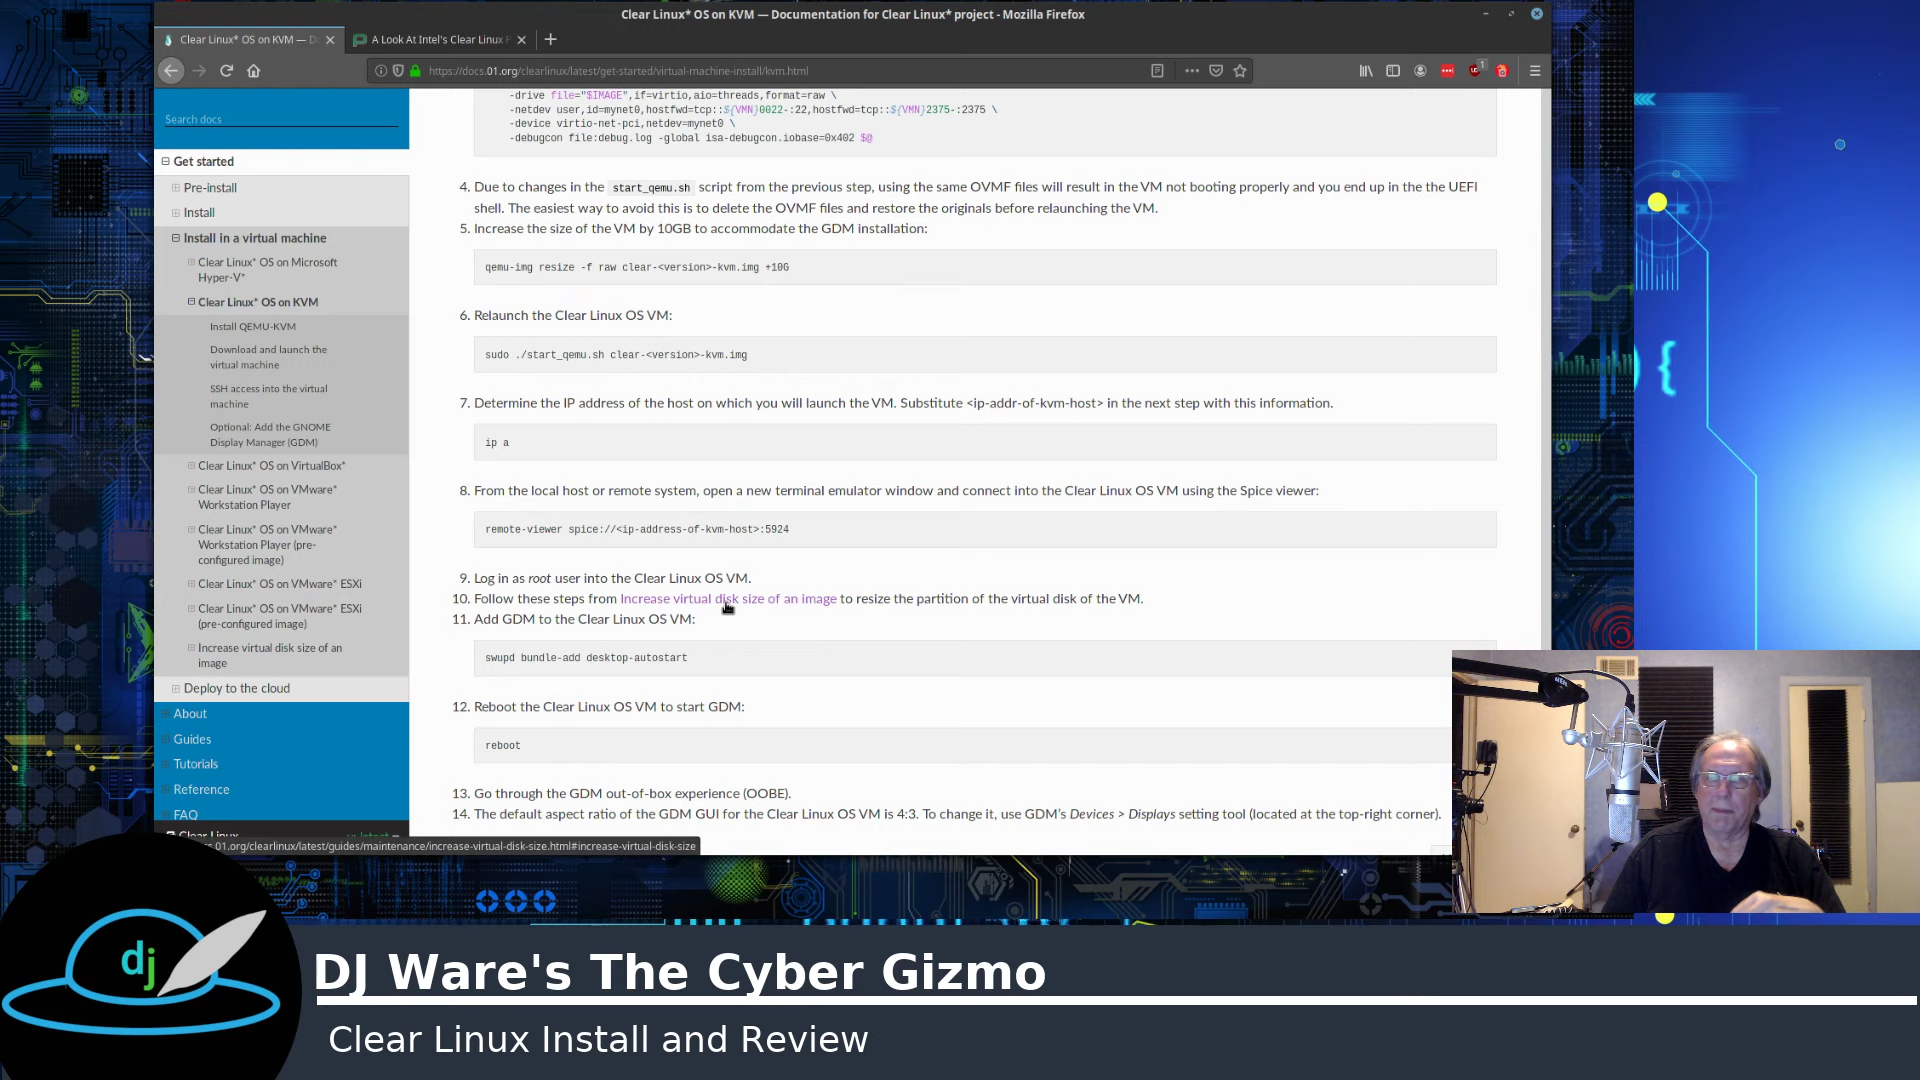 Clear Linux* OS on KVM — Documentation for Clear Linux* project - Mozilla Firefox
Clear Linux* OS on KVM — D
A Look At Intel's Clear Linux
https://docs.01.org/clearlinux/latest/get-started/virtual-machine-install/kvm.html
1
Search docs
Get started
Pre-install
Install
Install in a virtual machine
Clear Linux* OS on Microsoft
Hyper-V*
Clear Linux* OS on KVM
Install QEMU-KVM
Download and launch the
virtual machine
SSH access into the virtual
machine
Optional: Add the GNOME
Display Manager (GDM)
Clear Linux* OS on VirtualBox*
Clear Linux* OS on VMware*
Workstation Player
Clear Linux* OS on VMware*
Workstation Player (pre-
configured image)
Clear Linux* OS on VMware* ESXi
Clear Linux* OS on VMware* ESXi
(pre-configured image)
Increase virtual disk size of an
image
Deploy to the cloud
About
Guides
Tutorials
Reference
FAQ
Clear Linux
-drive file="$IMAGE",if=virtio,aio=threads,format=raw \
-netdev user,id=mynet0,hostfwd=tcp::${VMN}0022-:22,hostfwd=tcp::${VMN}2375-:2375 \
-device virtio-net-pci,netdev=mynet0 \
-debugcon file:debug.log -global isa-debugcon.iobase=0x402 $@
4. Due to changes in the start_qemu.sh script from the previous step, using the same OVMF files will result in the VM not booting properly and you end up in the the UEFI
shell. The easiest way to avoid this is to delete the OVMF files and restore the originals before relaunching the VM.
5. Increase the size of the VM by 10GB to accommodate the GDM installation:
qemu-img resize -f raw clear-<version>-kvm.img +10G
6. Relaunch the Clear Linux OS VM:
sudo ./start_qemu.sh clear-<version>-kvm.img
7. Determine the IP address of the host on which you will launch the VM. Substitute <ip-addr-of-kvm-host> in the next step with this information.
ip a
8. From the local host or remote system, open a new terminal emulator window and connect into the Clear Linux OS VM using the Spice viewer:
remote-viewer spice://<ip-address-of-kvm-host>:5924
9. Log in as root user into the Clear Linux OS VM.
10. Follow these steps from Increase virtual disk size of an image to resize the partition of the virtual disk of the VM.
11. Add GDM to the Clear Linux OS VM:
swupd bundle-add desktop-autostart
12. Reboot the Clear Linux OS VM to start GDM:
reboot
13. Go through the GDM out-of-box experience (OOBE).
14. The default aspect ratio of the GDM GUI for the Clear Linux OS VM is 4:3. To change it, use GDM's Devices > Displays setting tool (located at the top-right corner).
01.org/clearlinux/latest/guides/maintenance/increase-virtual-disk-size.html#increase-virtual-disk-size
dj
DJ Ware's The Cyber Gizmo
Clear Linux Install and Review